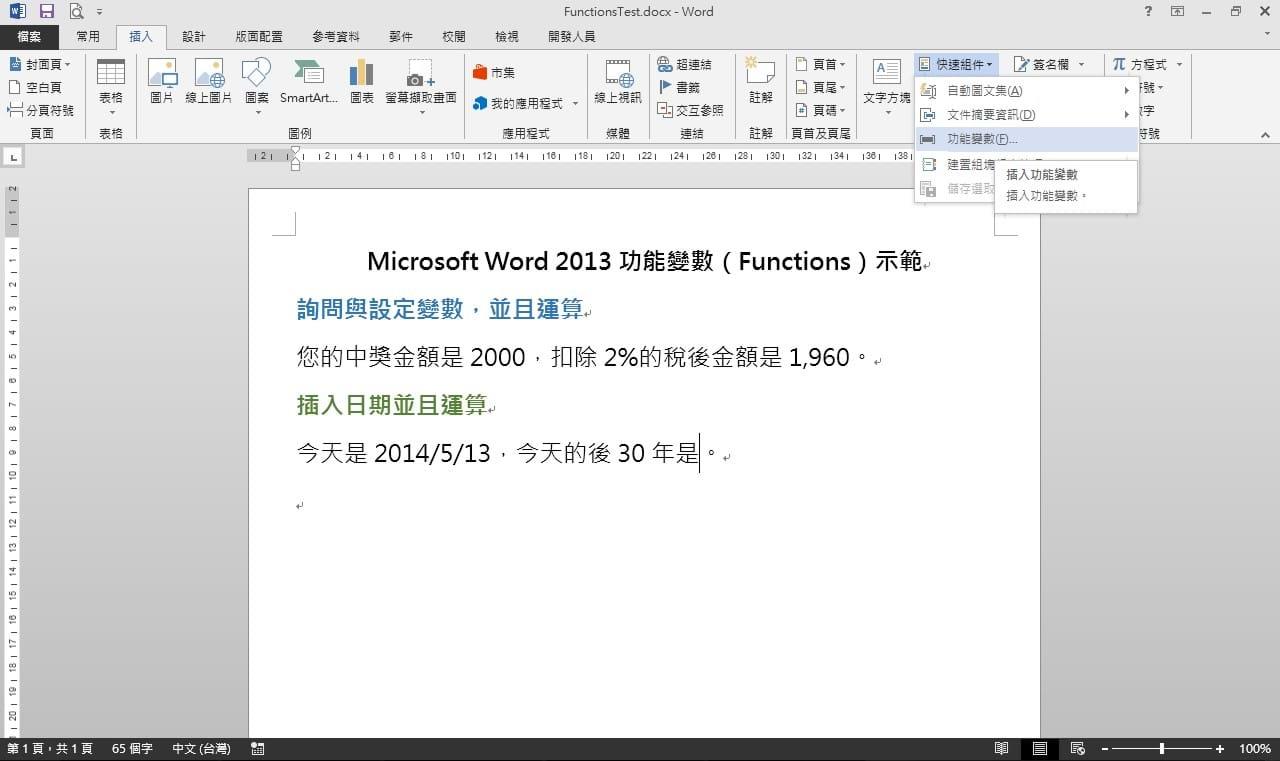 FunctionsTest.docx - Word
檔案 常用 插入 設計 版面配置 參考資料 郵件 校閱 檢視 開發人員
封面頁
空白頁
分頁符號
頁面
表格
表格
圖片 線上圖片 圖案 SmartArt... 圖表 螢幕擷取畫面
圖例
市集
我的應用程式
應用程式
線上視訊
媒體
超連結
書籤
交互參照
連結
註解
註解
頁首
頁尾
頁碼
頁首及頁尾
文字方塊
快速組件
簽名欄
方程式
自動圖文集(A)
文件摘要資訊(D)
功能變數(F)...
建置組塊
儲存選取
插入功能變數
插入功能變數。
Microsoft Word 2013 功能變數（Functions）示範
詢問與設定變數，並且運算
您的中獎金額是 2000，扣除 2%的稅後金額是 1,960。
插入日期並且運算
今天是 2014/5/13，今天的後 30 年是。
第 1 頁，共 1 頁 65 個字 中文 (台灣) 100%